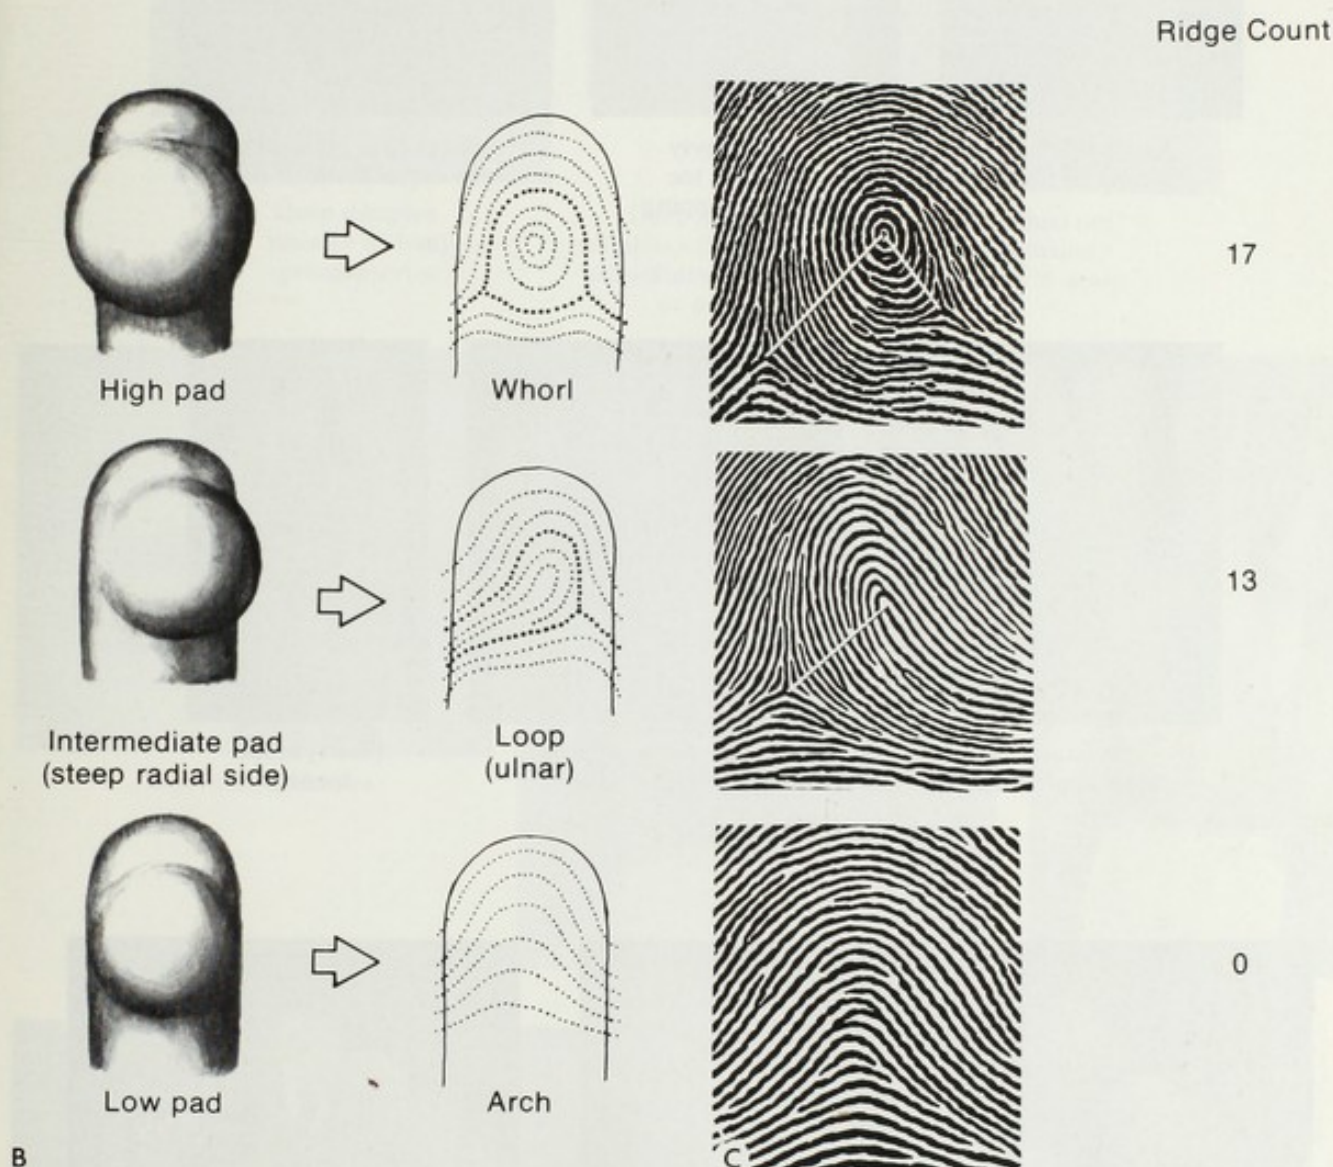 Ridge Count
17
High pad
Whorl
13
Intermediate pad
(steep radial side)
Loop
(ulnar)
0
Low pad
Arch
B
C